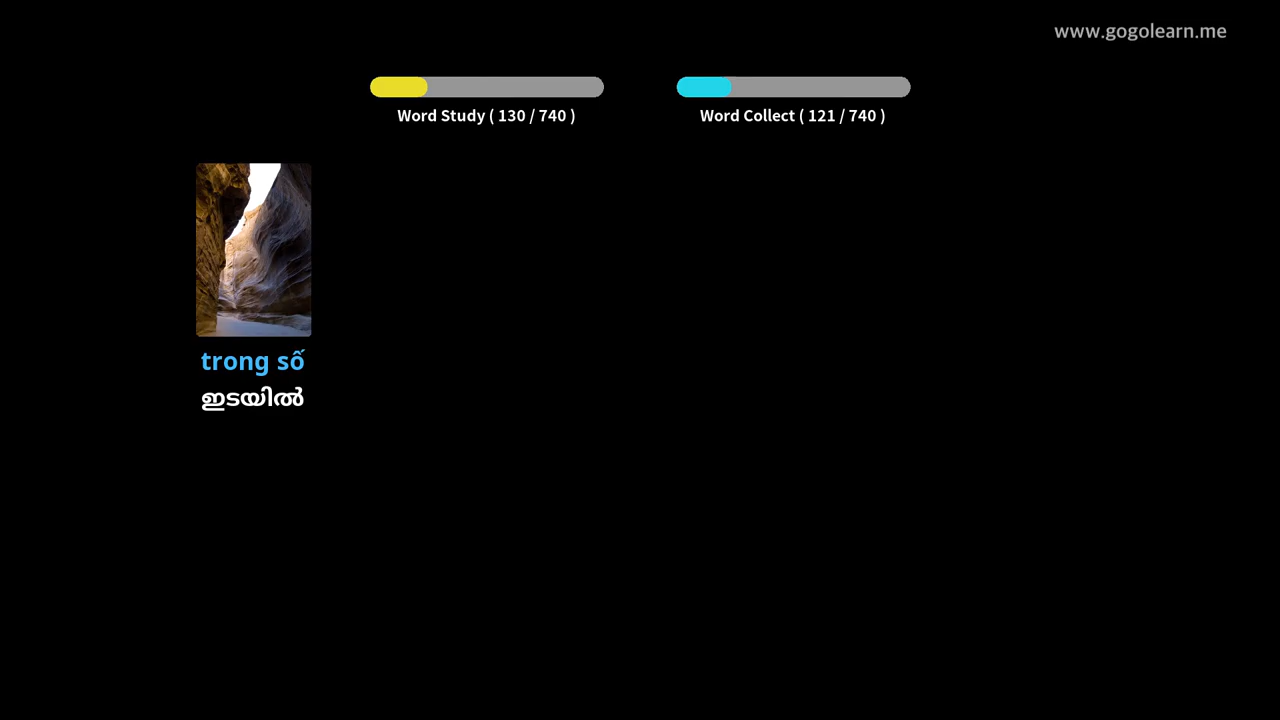 www.gogolearn.me
Word Study ( 130 / 740 )
Word Collect ( 121 / 740 )
trong số
ഇടയിൽ